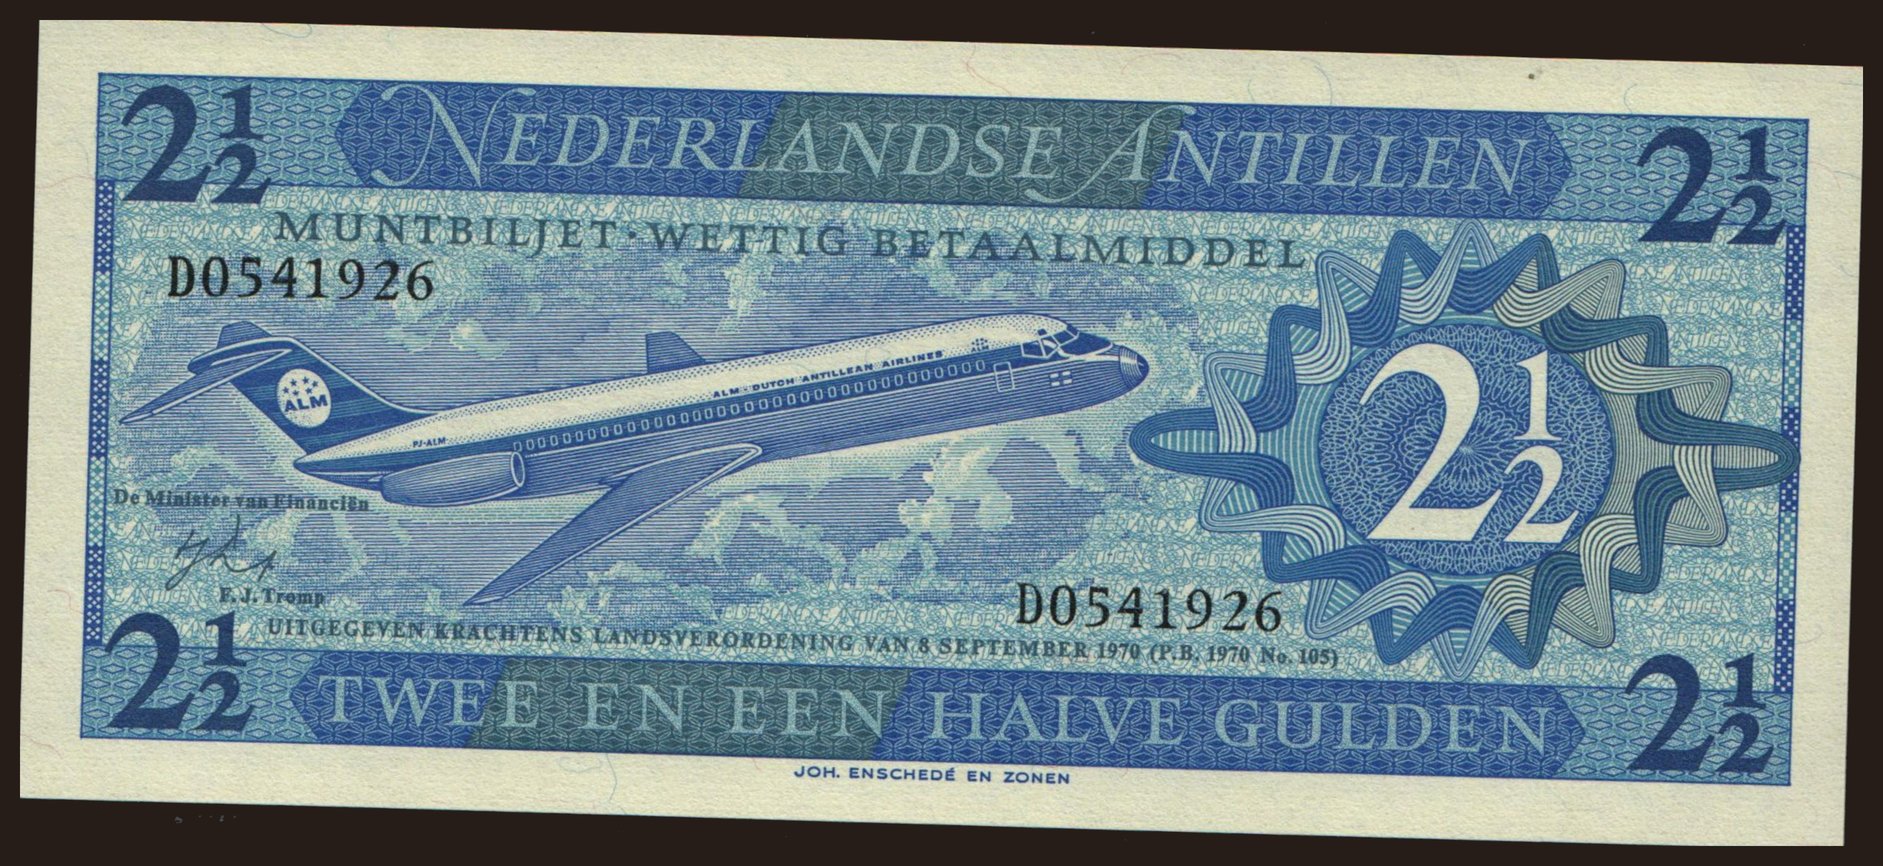 2½
NEDERLANDSE ANTILLEN
2½
MUNTBILJET·WETTIG BETAALMIDDEL
D0541926
ALM
ALM DUTCH ANTILLEAN AIRLINES
PJ-ALM
2½
De Minister van Financiën
F. J. Tromp
D0541926
UITGEGEVEN KRACHTENS LANDSVERORDENING VAN 8 SEPTEMBER 1970 (P.B. 1970 No. 105)
2½
TWEE EN EEN HALVE GULDEN
2½
JOH. ENSCHEDÉ EN ZONEN